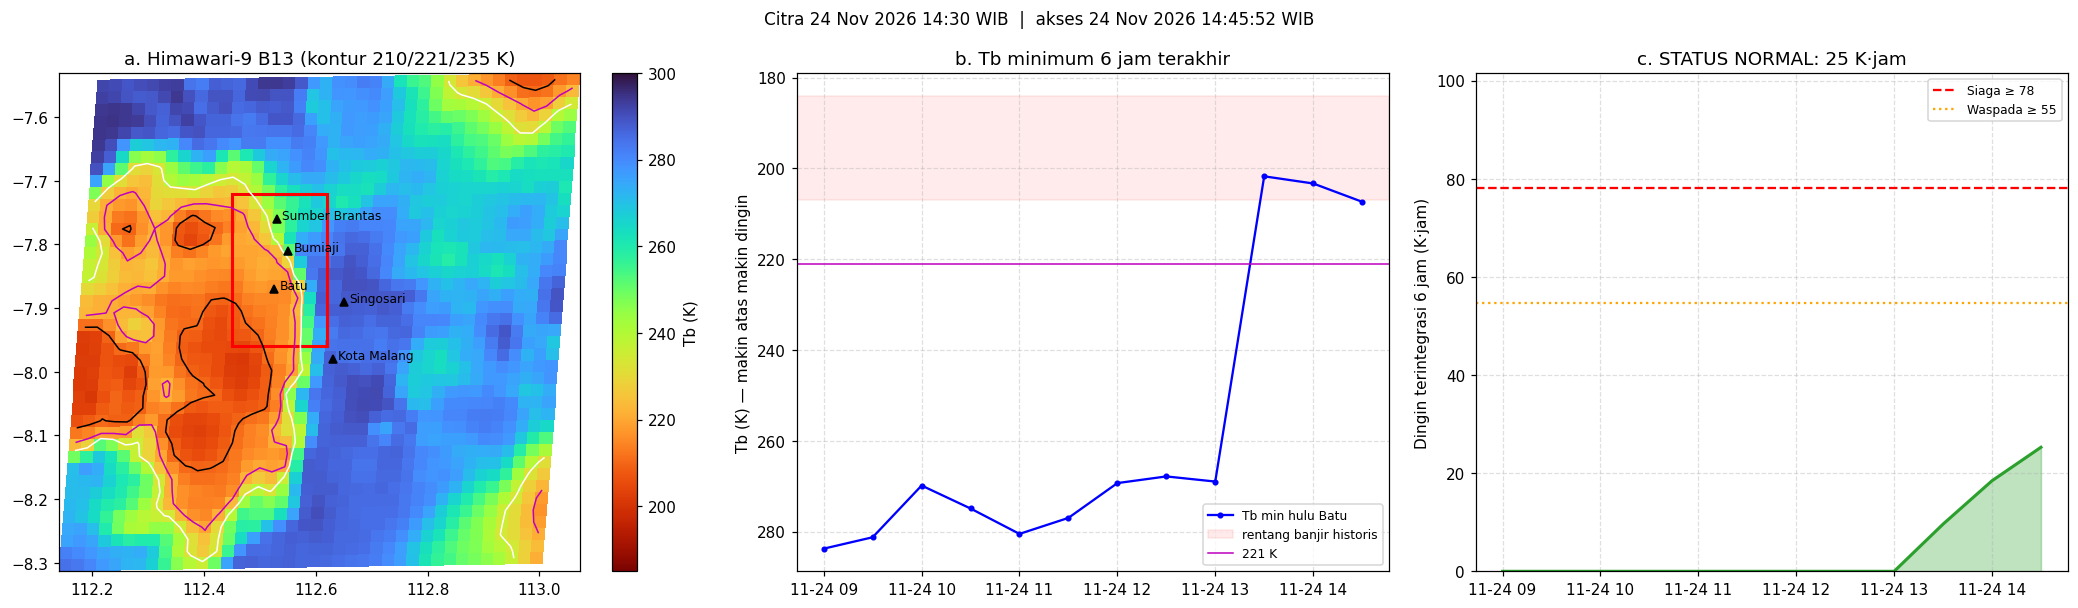 Citra 24 Nov 2026 14:30 WIB  |  akses 24 Nov 2026 14:45:52 WIB
a. Himawari-9 B13 (kontur 210/221/235 K)
−7.6
−7.7
−7.8
−7.9
−8.0
−8.1
−8.2
−8.3
112.2
112.4
112.6
112.8
113.0
Sumber Brantas
Bumiaji
Batu
Singosari
Kota Malang
300
280
260
240
220
200
Tb (K)
b. Tb minimum 6 jam terakhir
Tb (K) — makin atas makin dingin
180
200
220
240
260
280
11-24 09
11-24 10
11-24 11
11-24 12
11-24 13
11-24 14
Tb min hulu Batu
rentang banjir historis
221 K
c. STATUS NORMAL: 25 K·jam
Dingin terintegrasi 6 jam (K·jam)
100
80
60
40
20
0
11-24 09
11-24 10
11-24 11
11-24 12
11-24 13
11-24 14
Siaga ≥ 78
Waspada ≥ 55